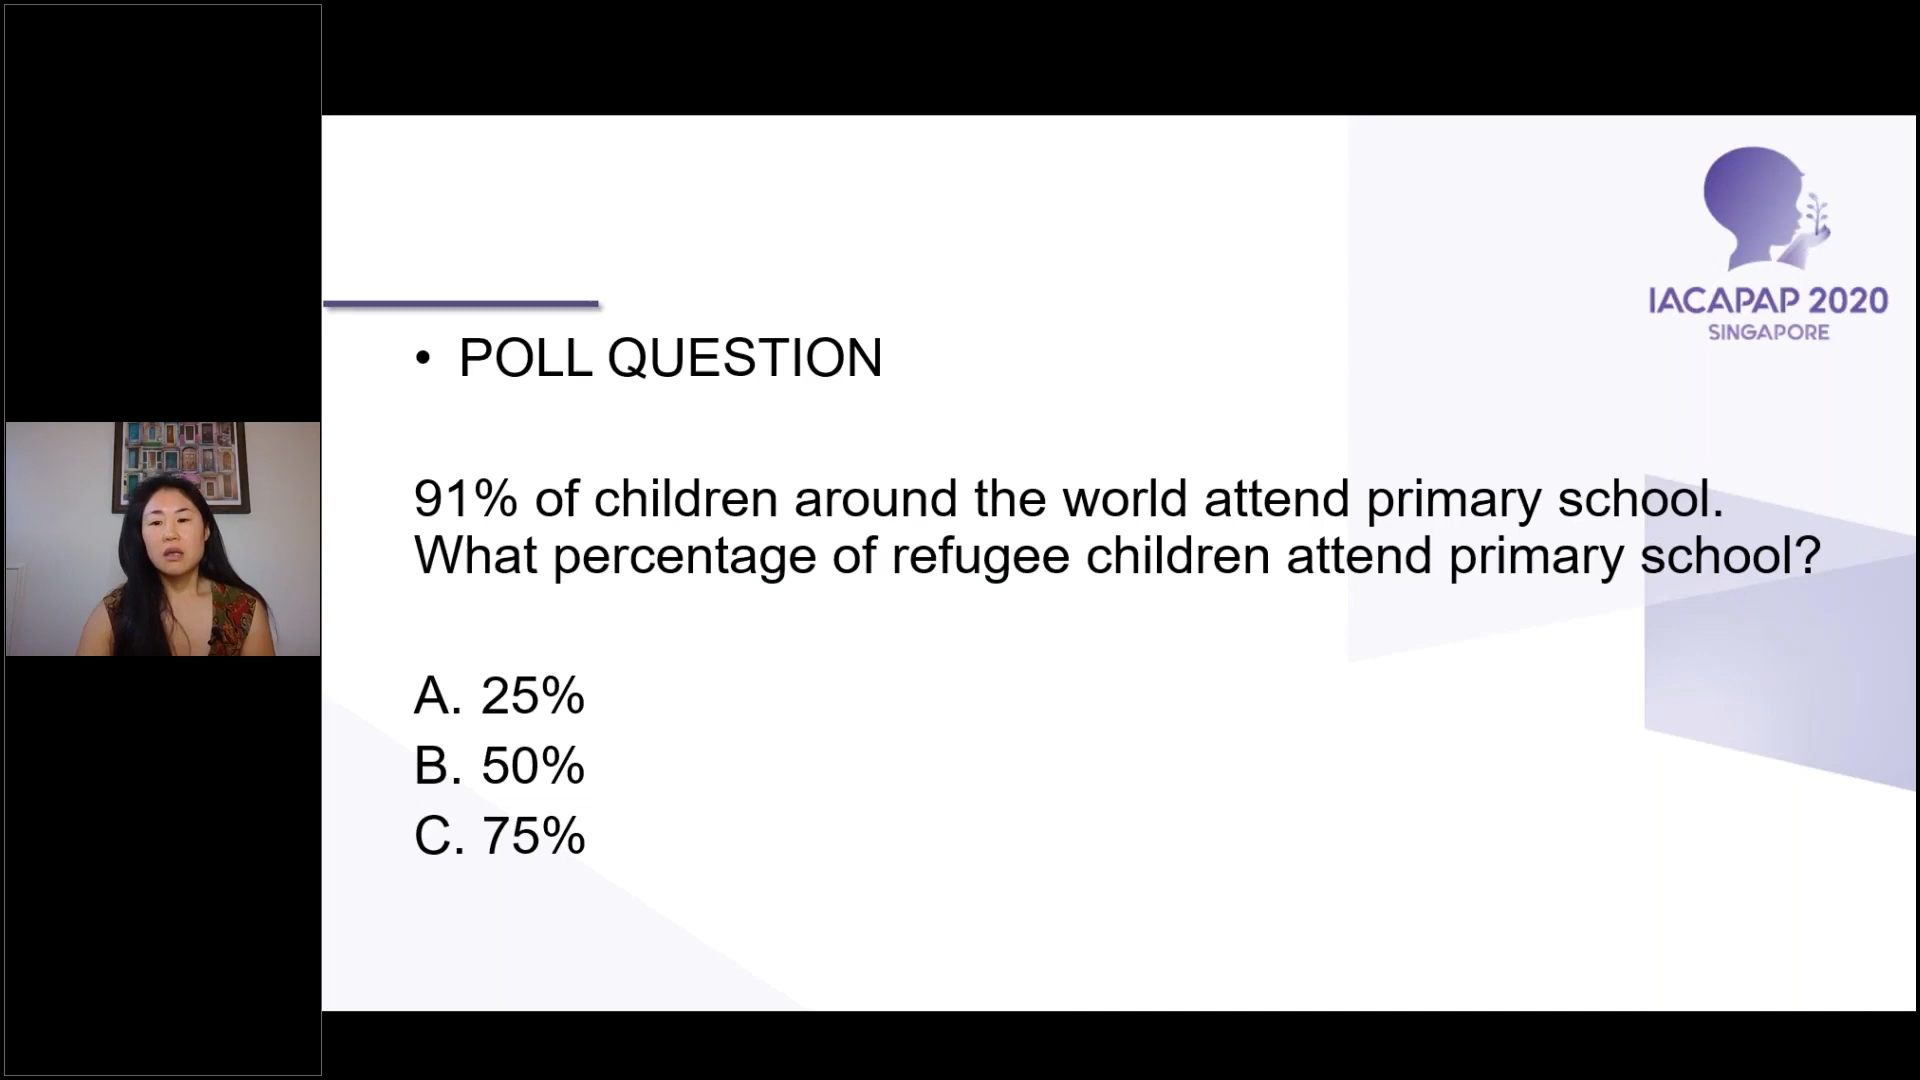 IACAPAP 2020
SINGAPORE
• POLL QUESTION
91% of children around the world attend primary school.
What percentage of refugee children attend primary school?
A. 25%
B. 50%
C. 75%